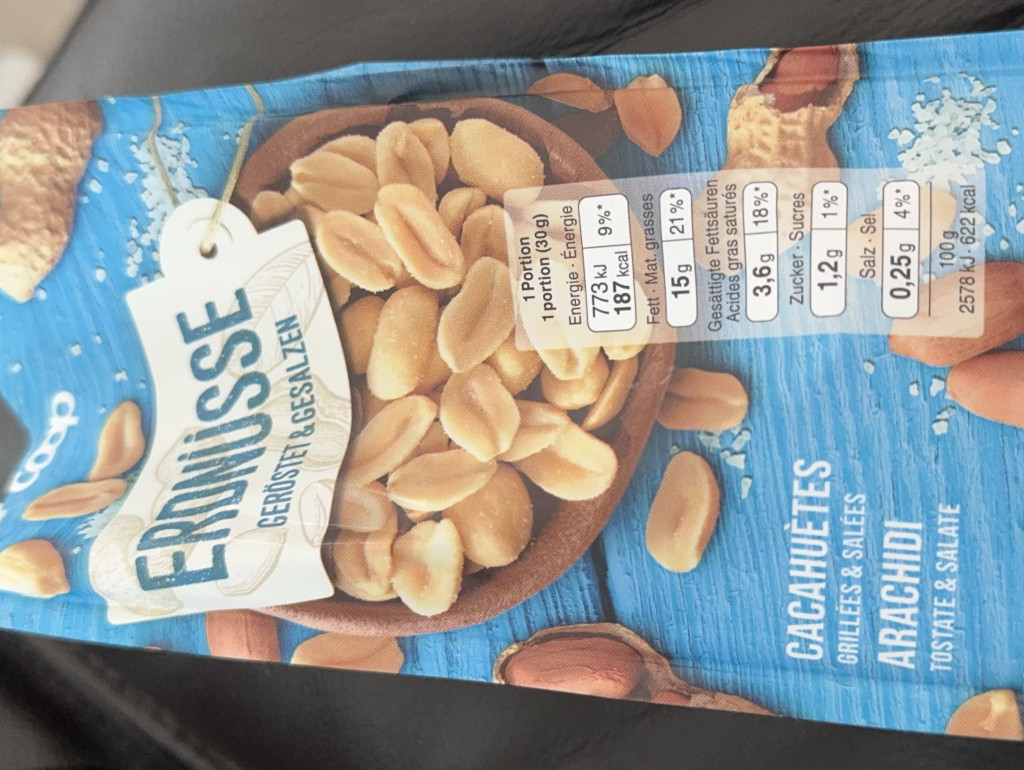 coop
ERDNÜSSE
GERÖSTET & GESALZEN
1 Portion
1 portion (30g)
Energie · Énergie
773 kJ
187 kcal 9%*
Fett · Mat. grasses
15g 21%*
Gesättigte Fettsäuren
Acides gras saturés
3,6g 18%*
Zucker · Sucres
1,2g 1%*
Salz · Sel
0,25g 4%*
100g
2578 kJ · 622 kcal
CACAHUÈTES
GRILLÉES & SALÉES
ARACHIDI
TOSTATE & SALATE